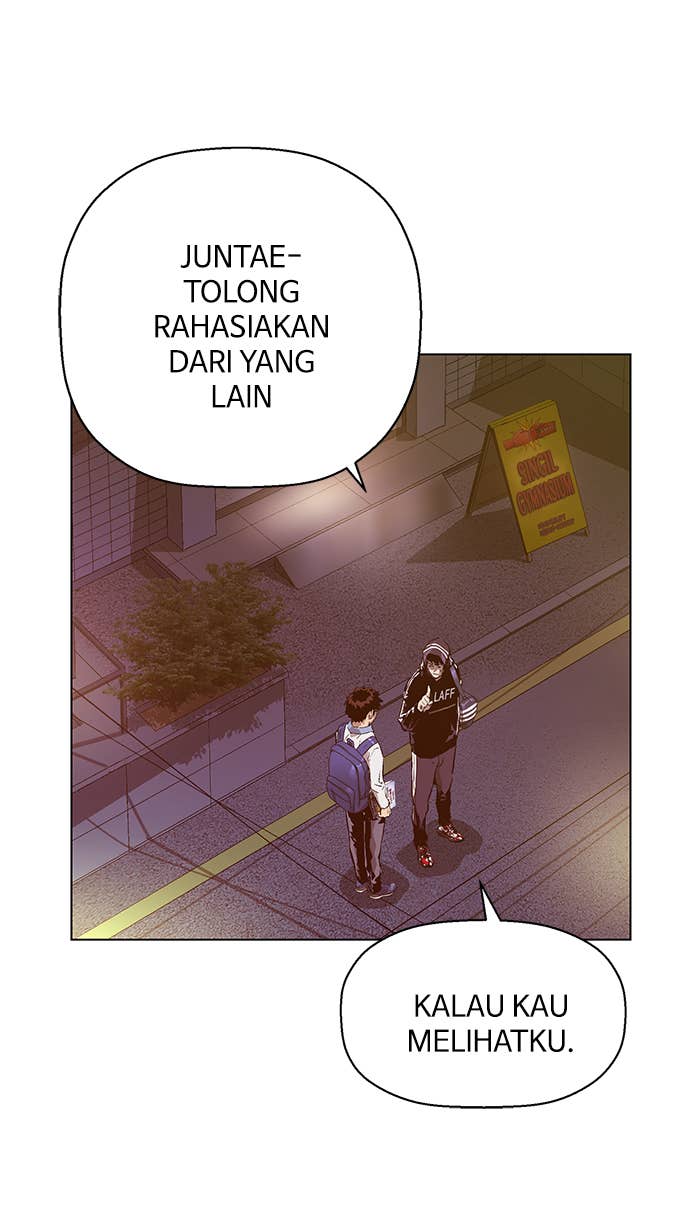 JUNTAE-
TOLONG
RAHASIAKAN
DARI YANG
LAIN
SINGIL
GYMNASIUM
LAFF
KALAU KAU
MELIHATKU.